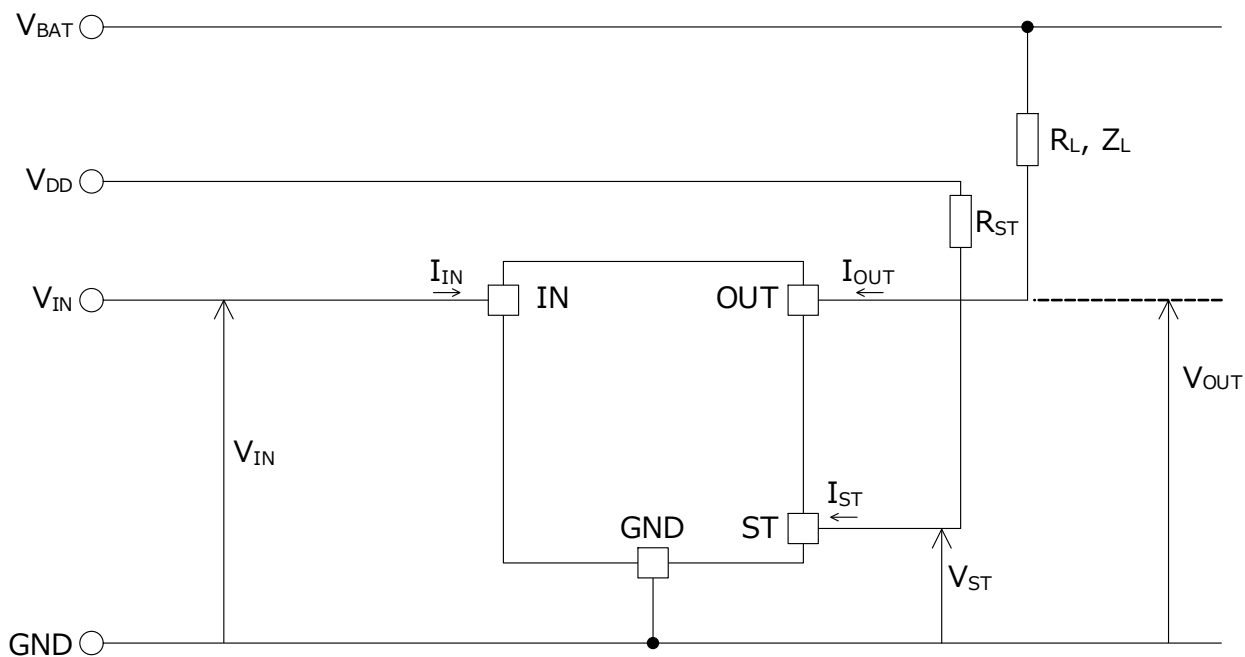 VBAT
RL, ZL
VDD
RST
IIN
IOUT
VIN
IN
OUT
VOUT
VIN
IST
GND
ST
VST
GND